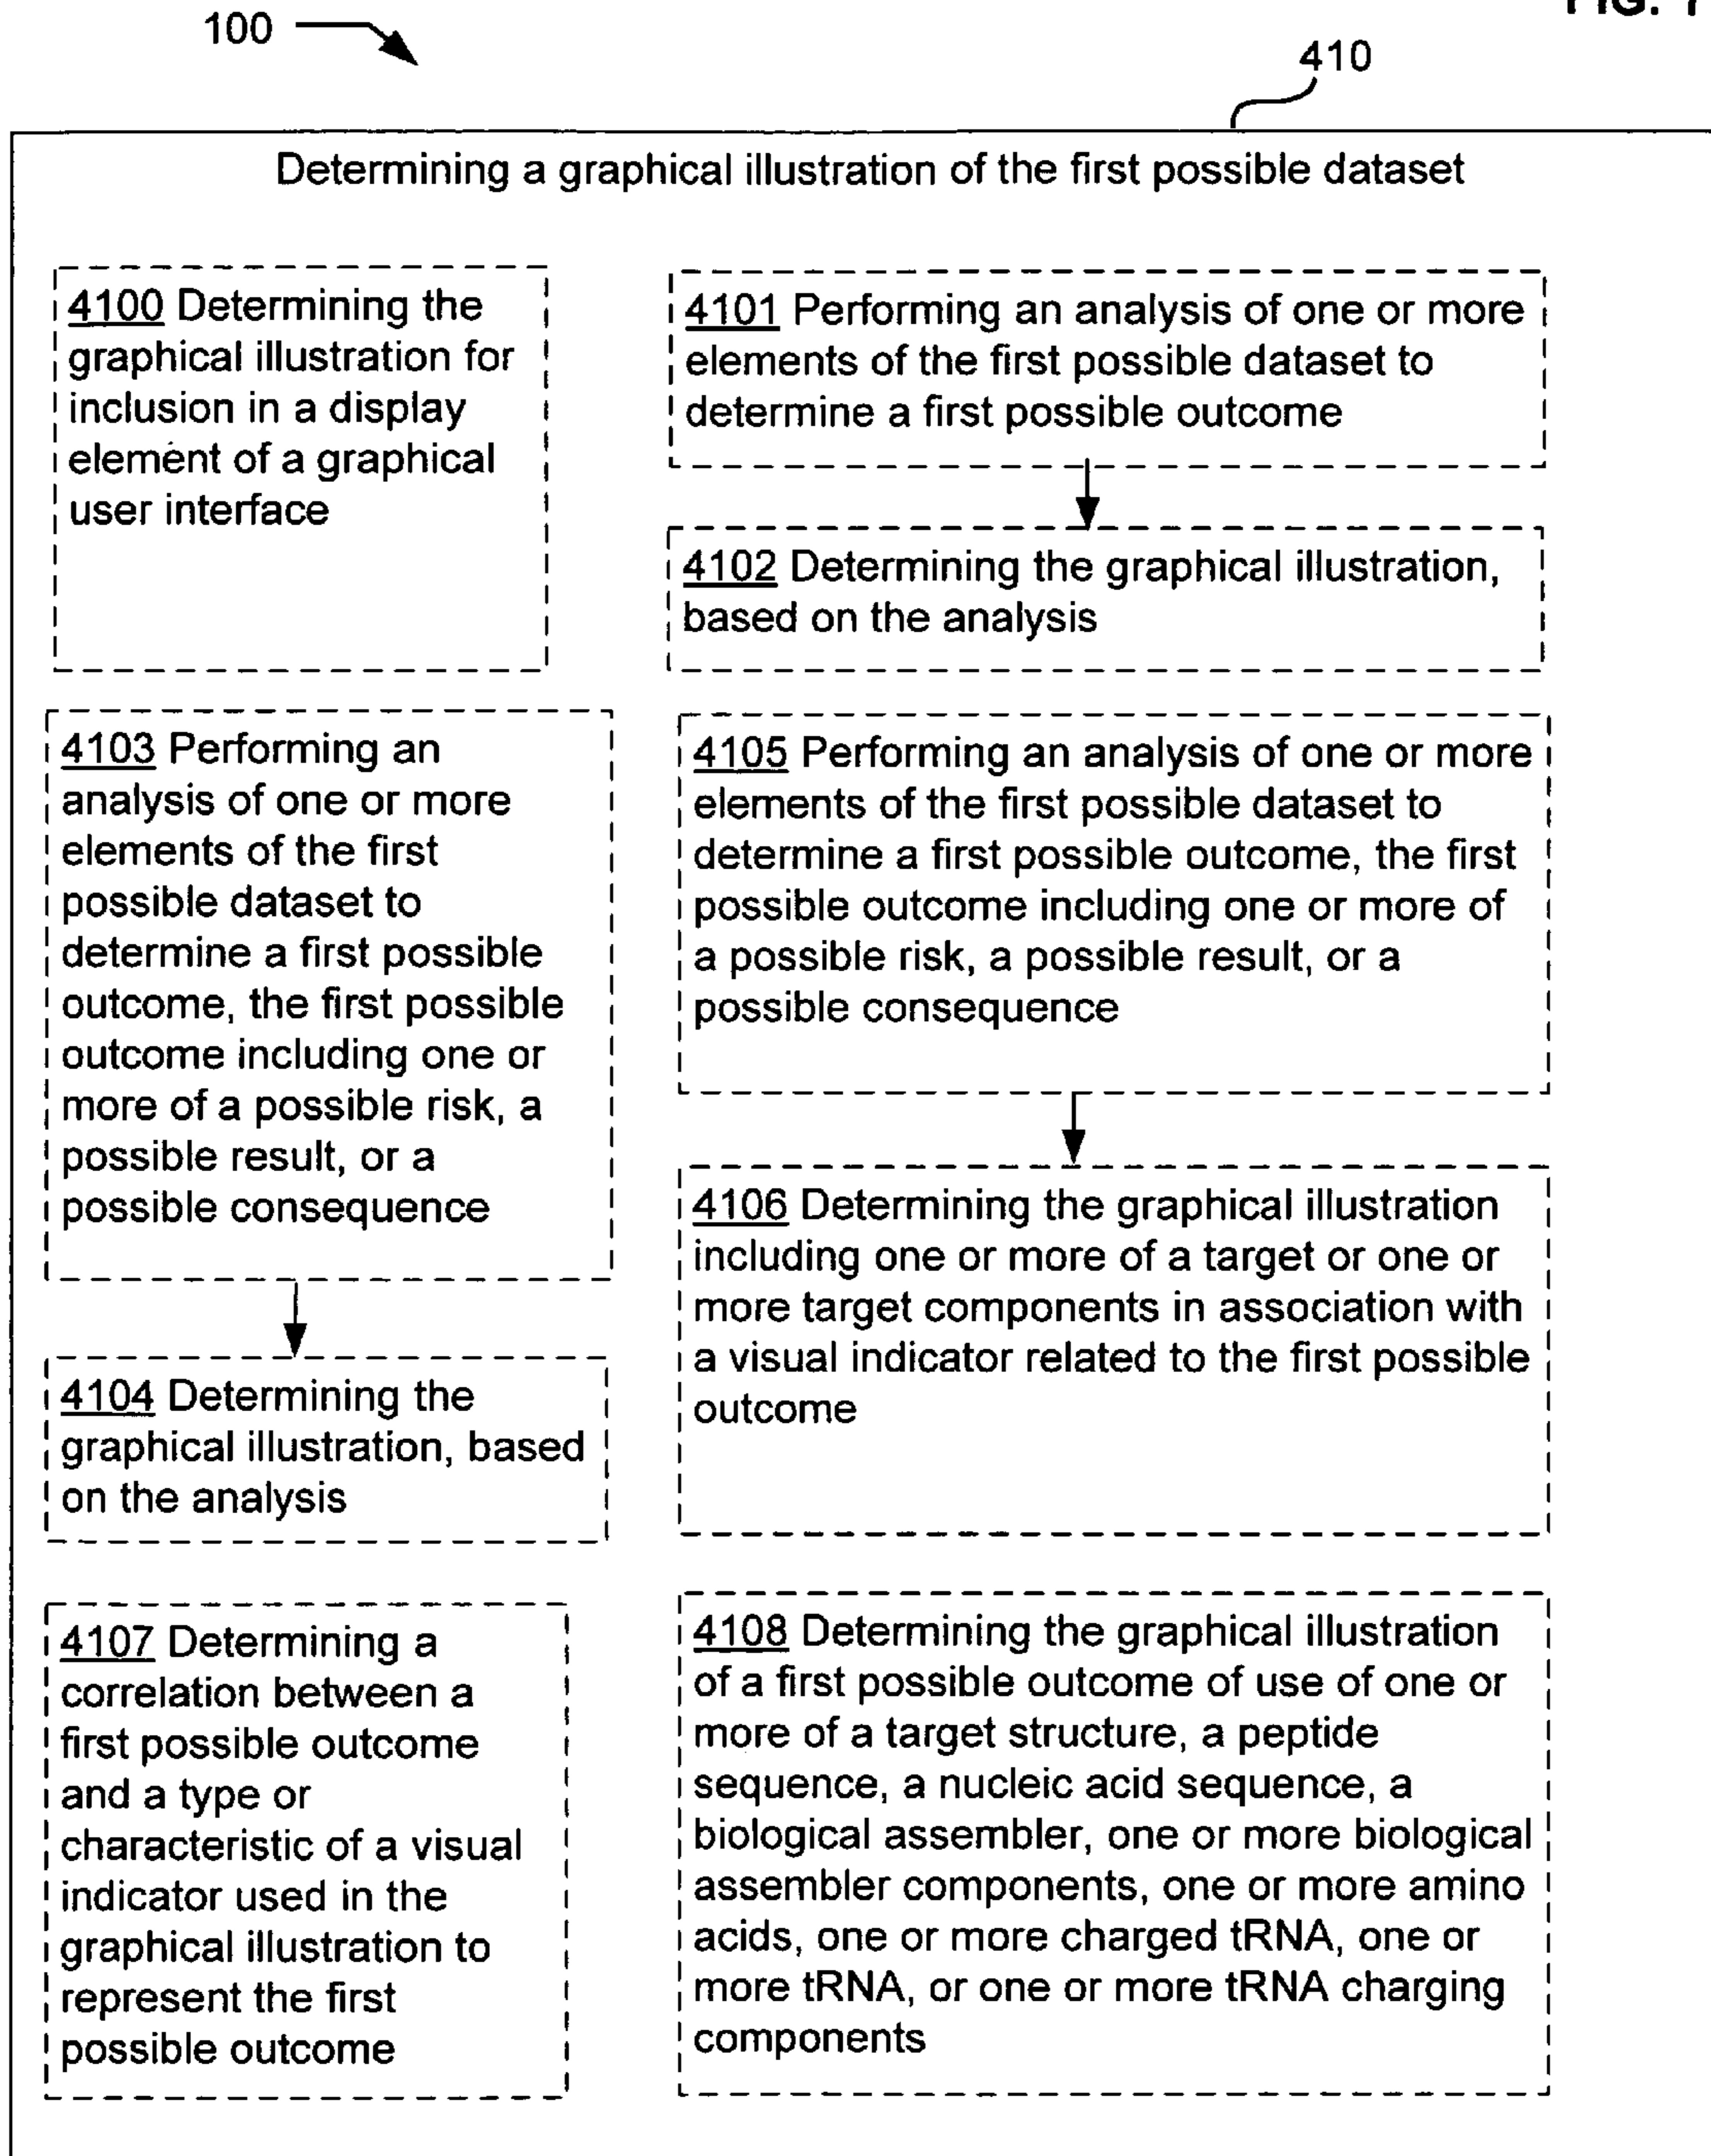 FIG. 7
100
410
Determining a graphical illustration of the first possible dataset
4100 Determining the
graphical illustration for
inclusion in a display
element of a graphical
user interface
4101 Performing an analysis of one or more
elements of the first possible dataset to
determine a first possible outcome
4102 Determining the graphical illustration,
based on the analysis
4103 Performing an
analysis of one or more
elements of the first
possible dataset to
determine a first possible
outcome, the first possible
outcome including one or
more of a possible risk, a
possible result, or a
possible consequence
4104 Determining the
graphical illustration, based
on the analysis
4105 Performing an analysis of one or more
elements of the first possible dataset to
determine a first possible outcome, the first
possible outcome including one or more of
a possible risk, a possible result, or a
possible consequence
4106 Determining the graphical illustration
including one or more of a target or one or
more target components in association with
a visual indicator related to the first possible
outcome
4107 Determining a
correlation between a
first possible outcome
and a type or
characteristic of a visual
indicator used in the
graphical illustration to
represent the first
possible outcome
4108 Determining the graphical illustration
of a first possible outcome of use of one or
more of a target structure, a peptide
sequence, a nucleic acid sequence, a
biological assembler, one or more biological
assembler components, one or more amino
acids, one or more charged tRNA, one or
more tRNA, or one or more tRNA charging
components